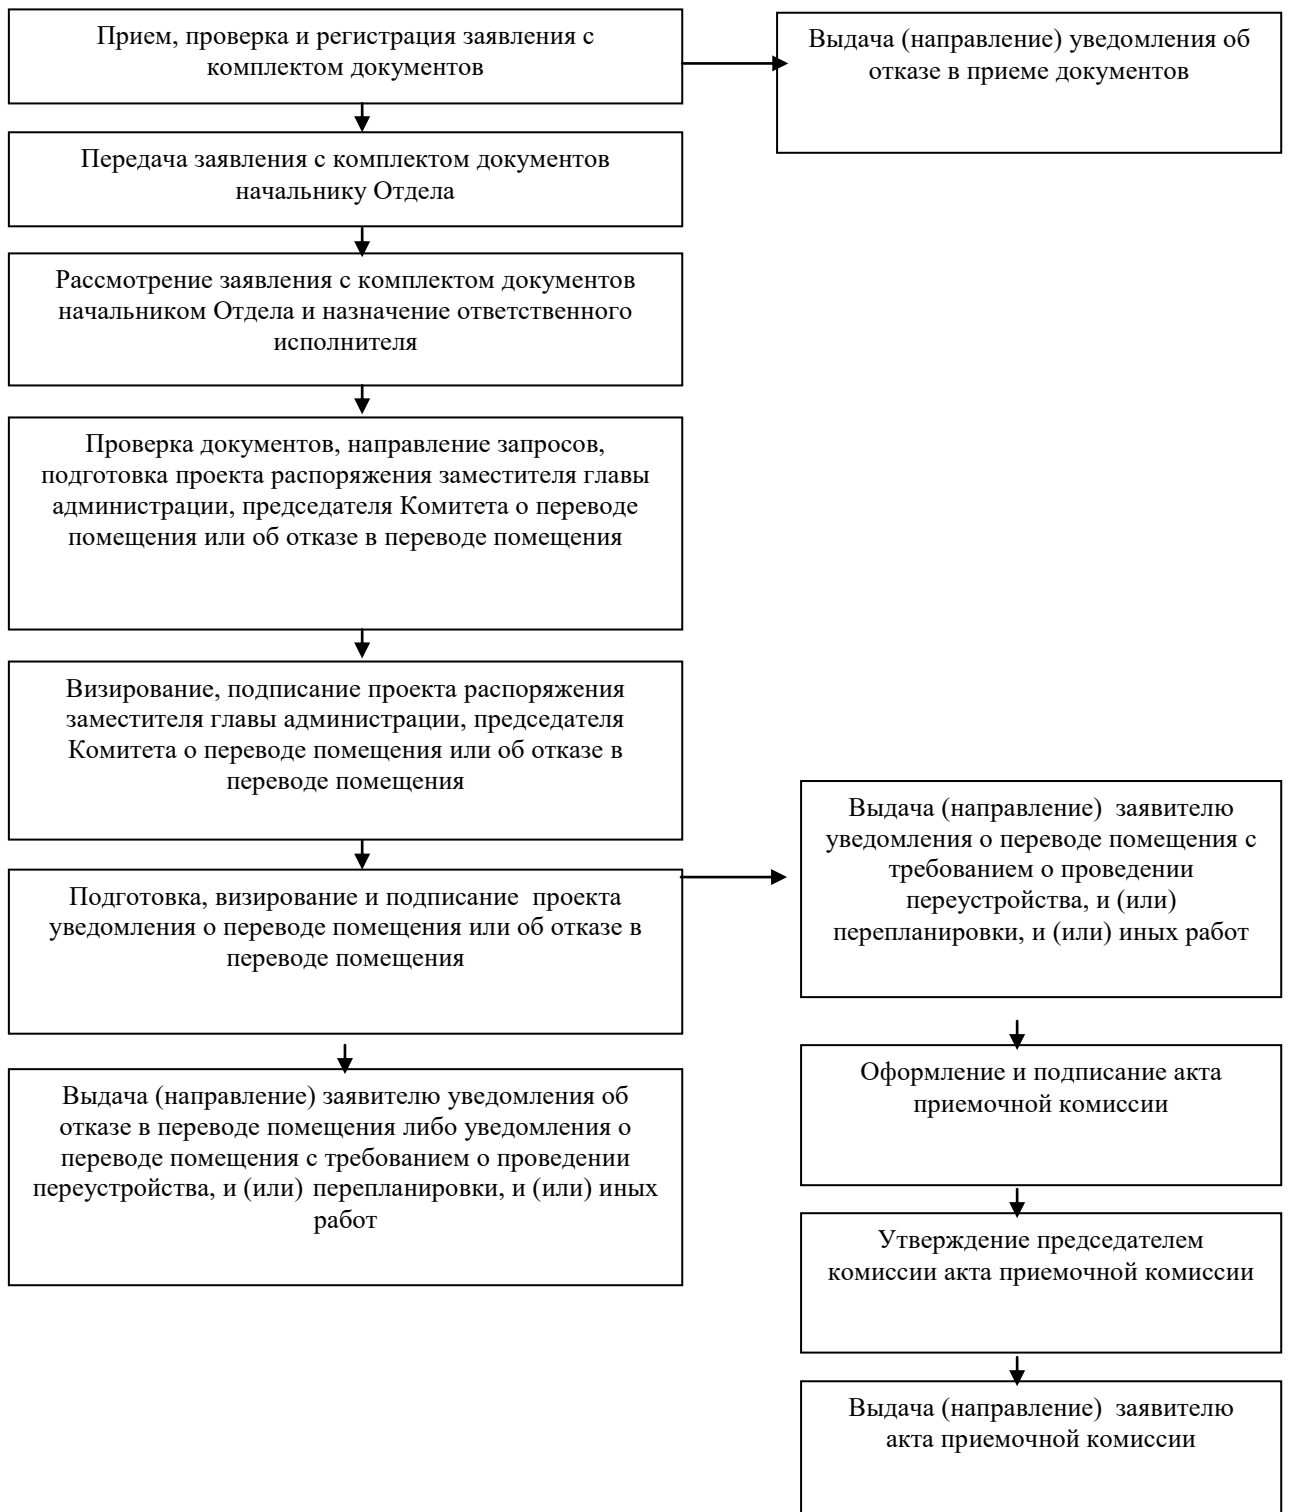 Прием, проверка и регистрация заявления с
комплектом документов
Выдача (направление) уведомления об
отказе в приеме документов
Передача заявления с комплектом документов
начальнику Отдела
Рассмотрение заявления с комплектом документов
начальником Отдела и назначение ответственного
исполнителя
Проверка документов, направление запросов,
подготовка проекта распоряжения заместителя главы
администрации, председателя Комитета о переводе
помещения или об отказе в переводе помещения
Визирование, подписание проекта распоряжения
заместителя главы администрации, председателя
Комитета о переводе помещения или об отказе в
переводе помещения
Подготовка, визирование и подписание  проекта
уведомления о переводе помещения или об отказе в
переводе помещения
Выдача (направление) заявителю уведомления об
отказе в переводе помещения либо уведомления о
переводе помещения с требованием о проведении
переустройства, и (или) перепланировки, и (или) иных
работ
Выдача (направление)  заявителю
уведомления о переводе помещения с
требованием о проведении
переустройства, и (или)
перепланировки, и (или) иных работ
Оформление и подписание акта
приемочной комиссии
Утверждение председателем
комиссии акта приемочной комиссии
Выдача (направление)  заявителю
акта приемочной комиссии